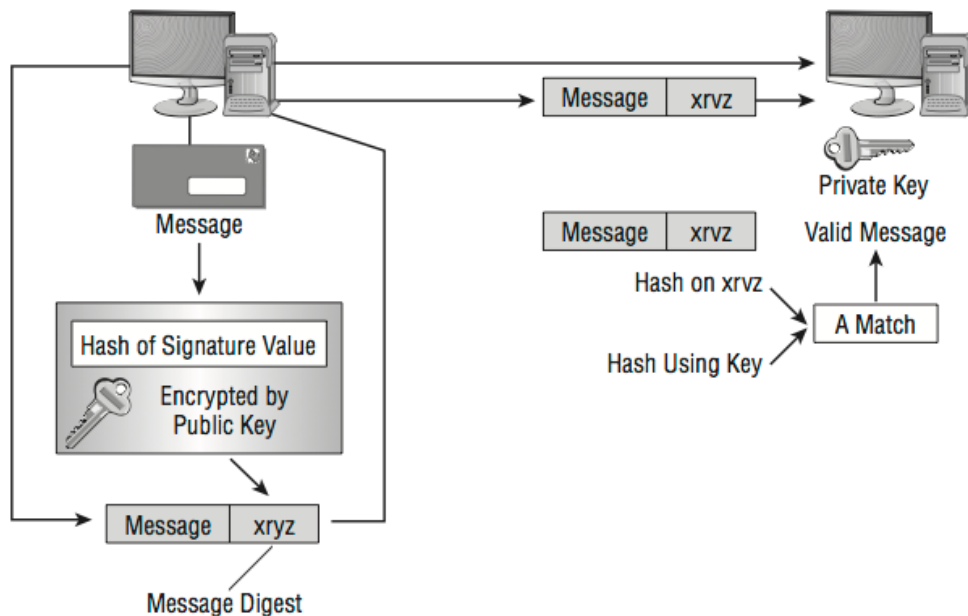 Message xrvz
Private Key
Message
Message xrvz
Valid Message
Hash on xrvz
Hash of Signature Value
A Match
Hash Using Key
Encrypted by
Public Key
Message xryz
Message Digest